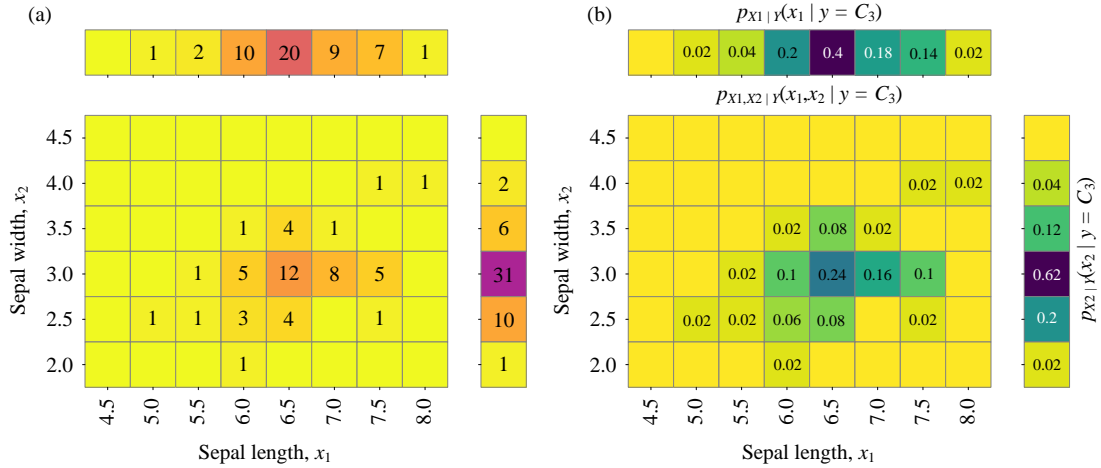 (a)
1 2 10 20 9 7 1
4.5
4.0 1 1 2
3.5 1 4 1 6
3.0 1 5 12 8 5 31
2.5 1 1 3 4 1 10
2.0 1 1
4.5 5.0 5.5 6.0 6.5 7.0 7.5 8.0
Sepal length, x₁
Sepal width, x₂
(b)
p_{X1 | Y}(x₁ | y = C₃)
0.02 0.04 0.2 0.4 0.18 0.14 0.02
p_{X1,X2 | Y}(x₁,x₂ | y = C₃)
4.5
4.0 0.02 0.02 0.04
3.5 0.02 0.08 0.02 0.12
3.0 0.02 0.1 0.24 0.16 0.1 0.62
2.5 0.02 0.02 0.06 0.08 0.02 0.2
2.0 0.02 0.02
4.5 5.0 5.5 6.0 6.5 7.0 7.5 8.0
Sepal length, x₁
Sepal width, x₂
p_{X2 | Y}(x₂ | y = C₃)